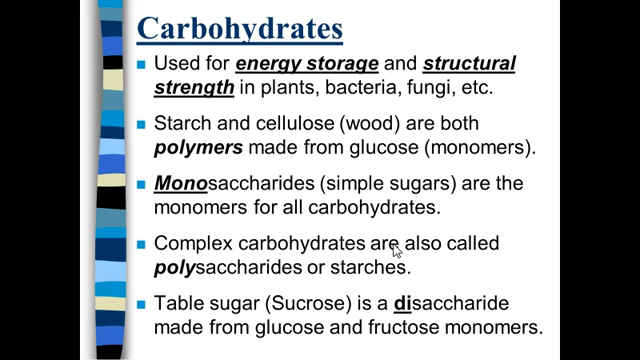 Carbohydrates
Used for energy storage and structural
strength in plants, bacteria, fungi, etc.
Starch and cellulose (wood) are both
polymers made from glucose (monomers).
Monosaccharides (simple sugars) are the
monomers for all carbohydrates.
Complex carbohydrates are also called
polysaccharides or starches.
Table sugar (Sucrose) is a disaccharide
made from glucose and fructose monomers.